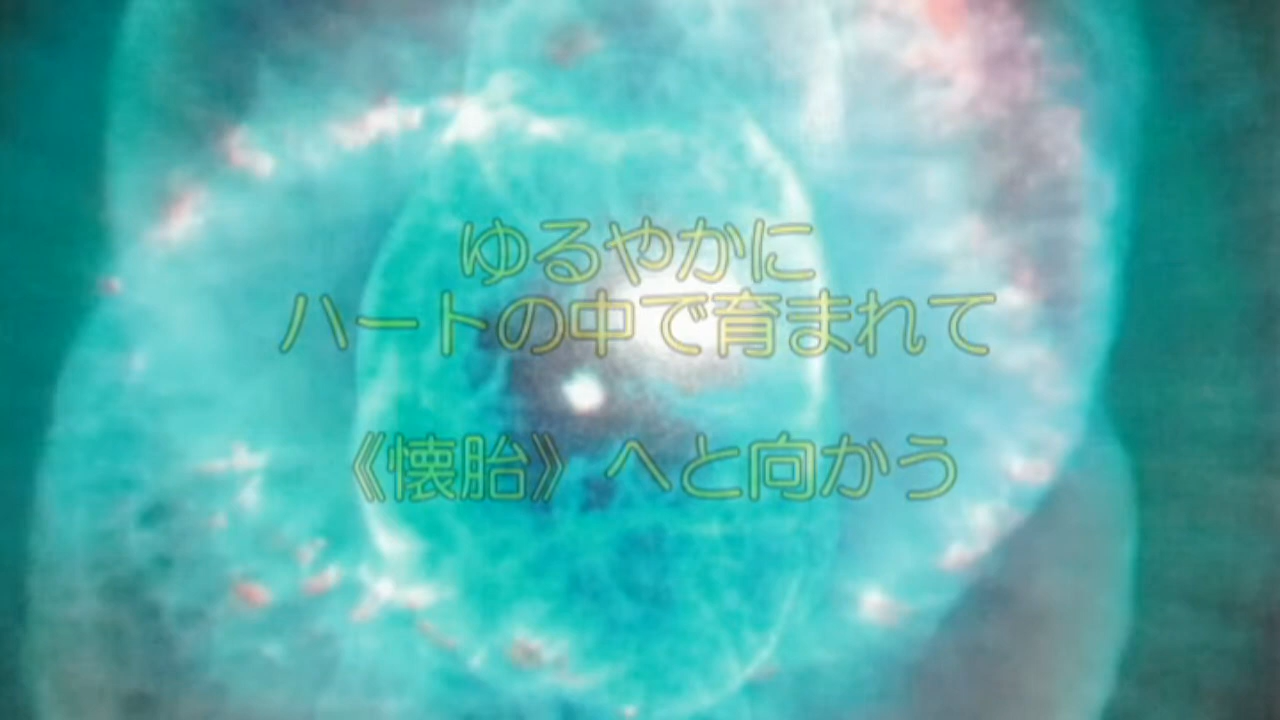 ゆるやかに
ハートの中で育まれて
《懐胎》へと向かう